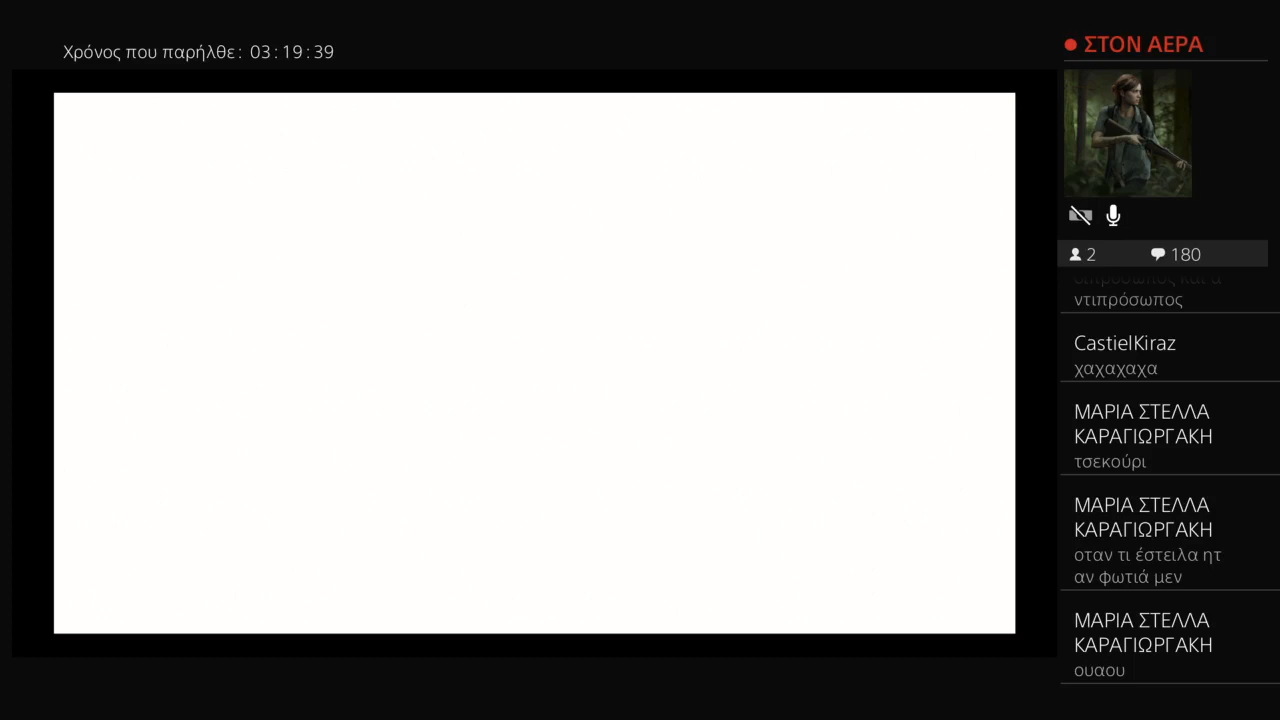 Χρόνος που παρήλθε: 03:19:39
ΣΤΟΝ ΑΕΡΑ
2 180
ντιπρόσωπος
CastielKiraz
χαχαχαχα
ΜΑΡΙΑ ΣΤΕΛΛΑ
ΚΑΡΑΓΙΩΡΓΑΚΗ
τσεκούρι
ΜΑΡΙΑ ΣΤΕΛΛΑ
ΚΑΡΑΓΙΩΡΓΑΚΗ
οταν τι έστειλα ητ
αν φωτιά μεν
ΜΑΡΙΑ ΣΤΕΛΛΑ
ΚΑΡΑΓΙΩΡΓΑΚΗ
ουαου